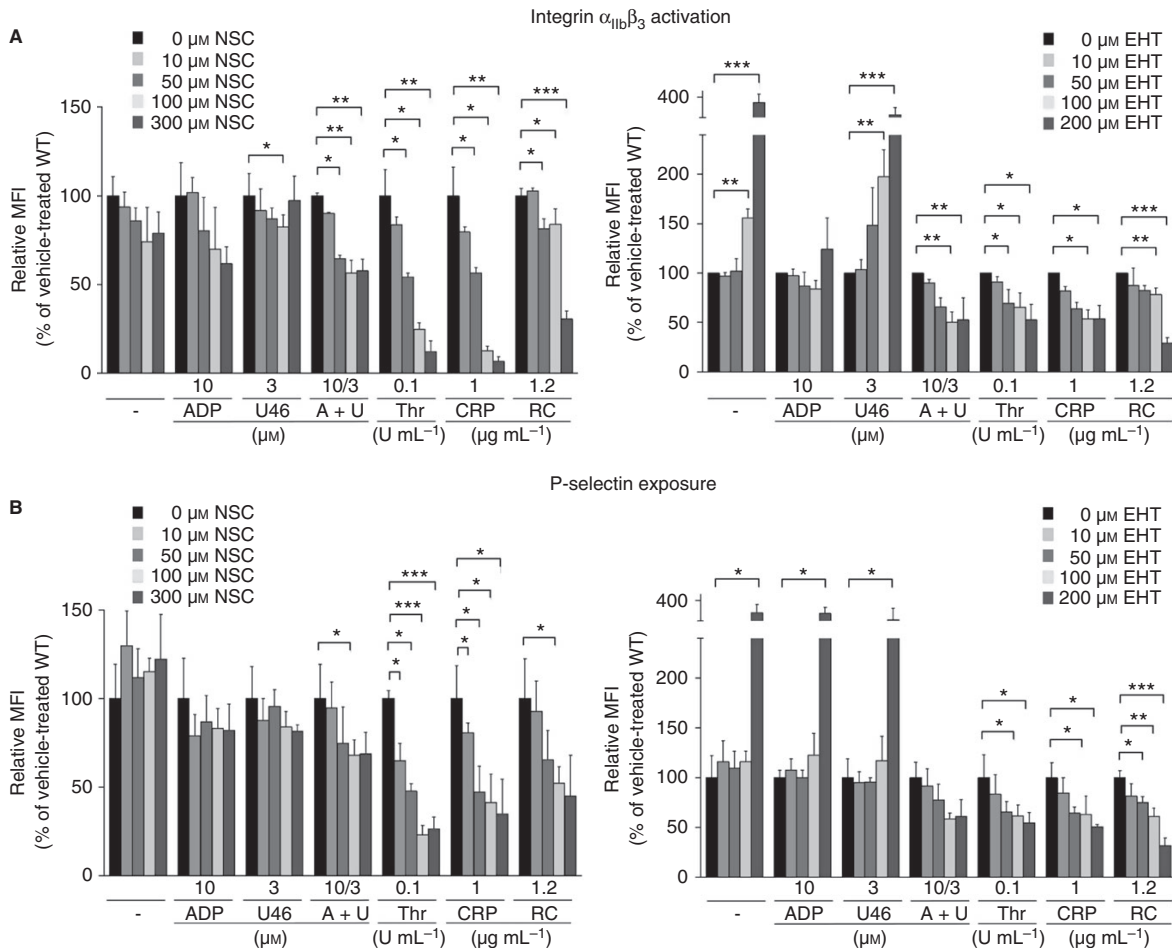 Integrin αIIbβ3 activation
A
0 µM NSC
10 µM NSC
50 µM NSC
100 µM NSC
300 µM NSC
Relative MFI
(% of vehicle-treated WT)
150
100
50
0
*
*
**
**
*
*
**
*
*
**
*
*
***
10 3 10/3 0.1 1 1.2
- ADP U46 A + U Thr CRP RC
(µM) (U mL−1) (µg mL−1)
0 µM EHT
10 µM EHT
50 µM EHT
100 µM EHT
200 µM EHT
Relative MFI
(% of vehicle-treated WT)
400
200
150
100
50
0
**
***
**
***
**
**
*
*
*
*
**
***
10 3 10/3 0.1 1 1.2
- ADP U46 A + U Thr CRP RC
(µM) (U mL−1) (µg mL−1)
P-selectin exposure
B
0 µM NSC
10 µM NSC
50 µM NSC
100 µM NSC
300 µM NSC
Relative MFI
(% of vehicle-treated WT)
150
100
50
0
*
*
*
***
***
*
*
*
*
*
10 3 10/3 0.1 1 1.2
- ADP U46 A + U Thr CRP RC
(µM) (U mL−1) (µg mL−1)
0 µM EHT
10 µM EHT
50 µM EHT
100 µM EHT
200 µM EHT
Relative MFI
(% of vehicle-treated WT)
400
200
150
100
50
0
*
*
*
*
*
*
*
*
**
***
10 3 10/3 0.1 1 1.2
- ADP U46 A + U Thr CRP RC
(µM) (U mL−1) (µg mL−1)